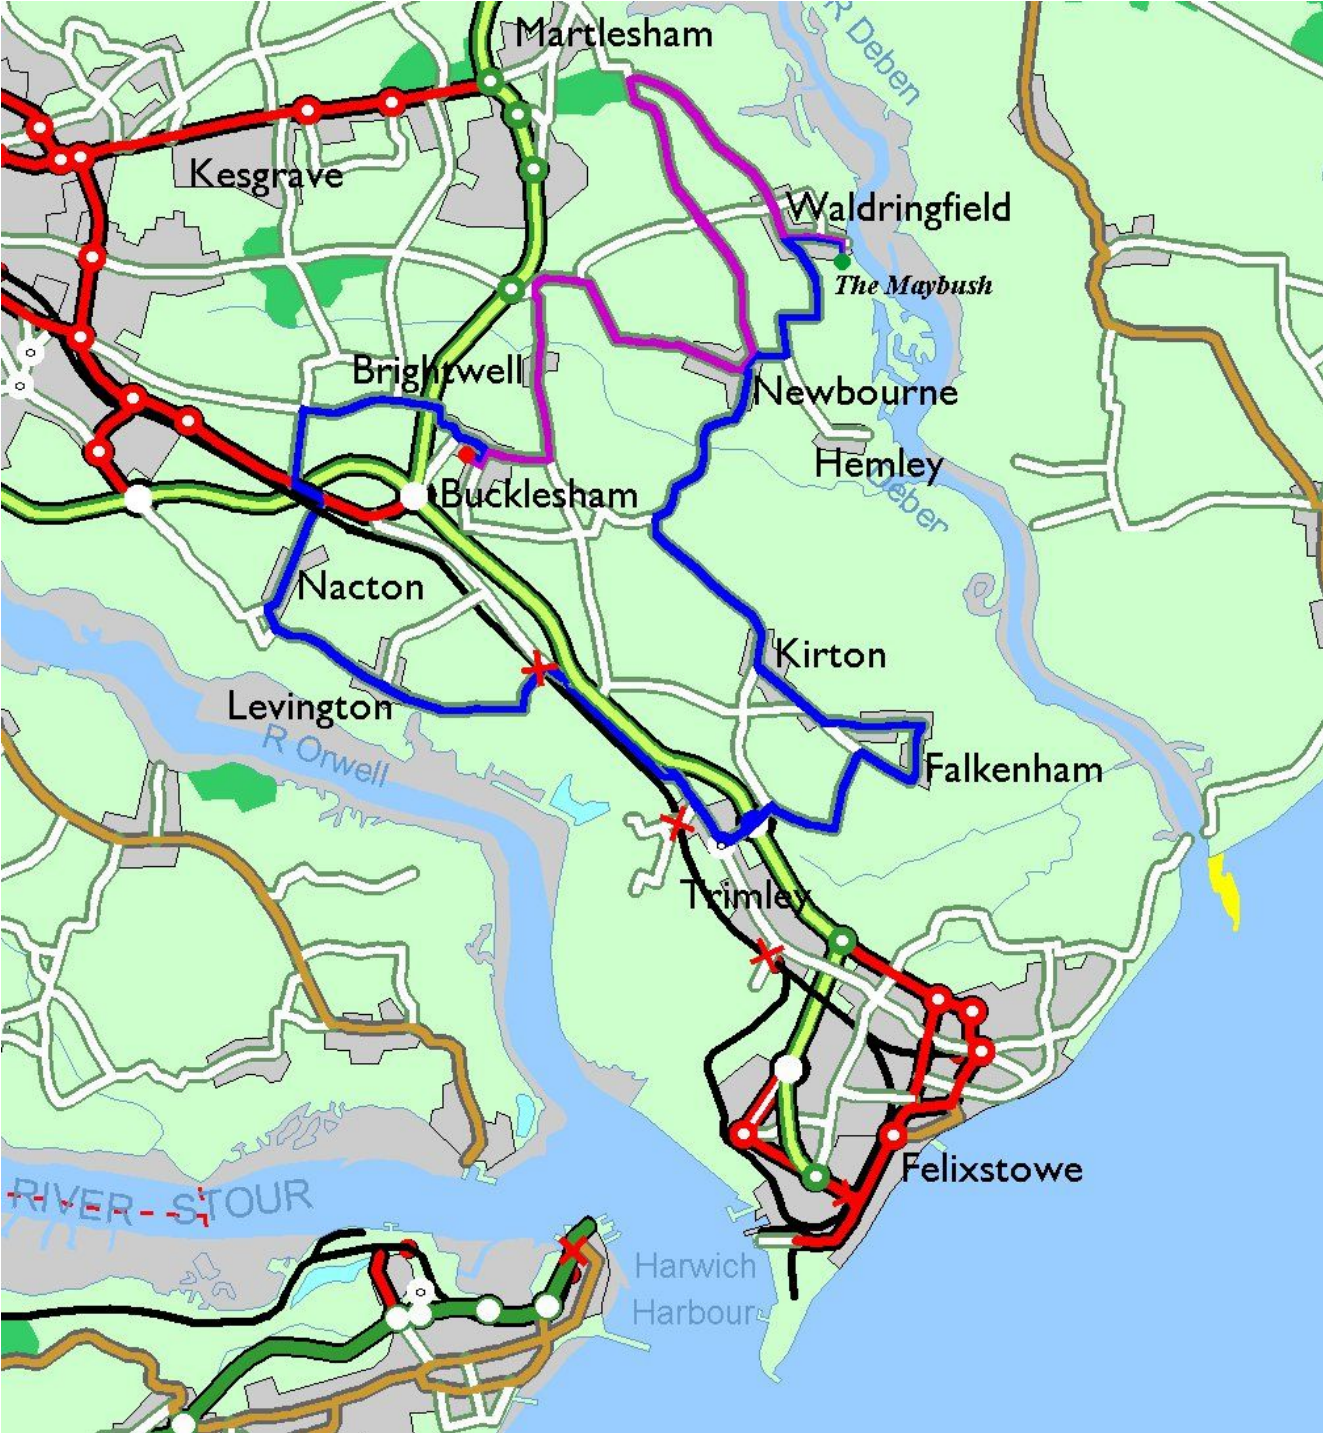 Martlesham
R Deben
Kesgrave
Waldringfield
The Maybush
Brightwell
Newbourne
Hemley
Bucklesham
Deber
Nacton
Kirton
Levington
R Orwell
Falkenham
Trimley
Felixstowe
RIVER STOUR
Harwich
Harbour